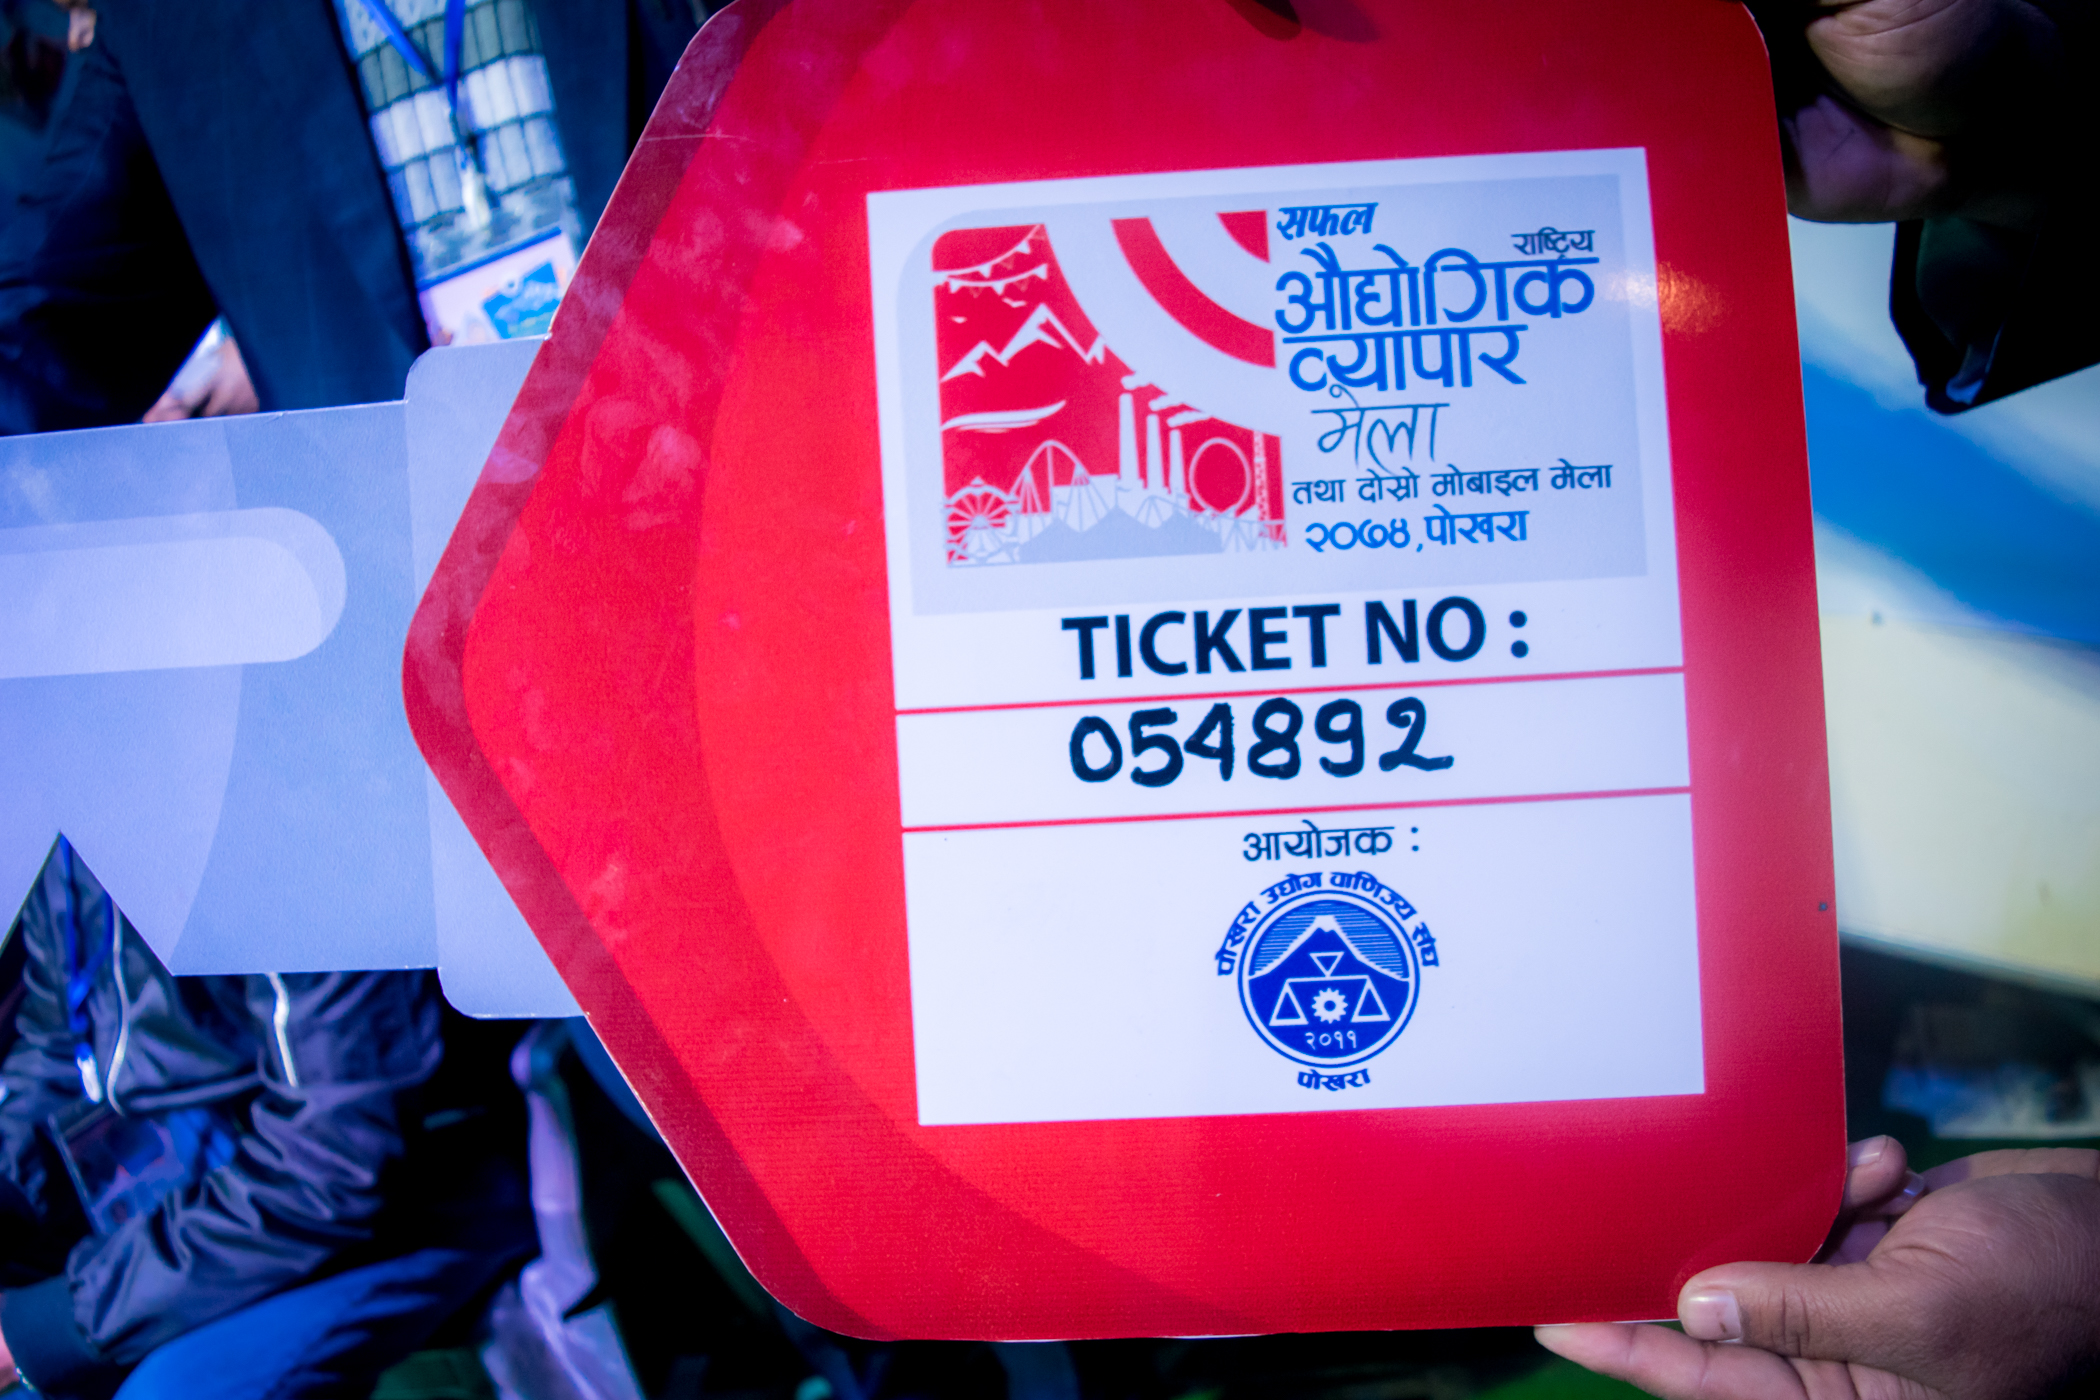 सफल
राष्ट्रिय
औद्योगिक
व्यापार
मेला
तथा दोस्रो मोबाइल मेला
२०७४, पोखरा
TICKET NO :
054892
आयोजक :
पोखरा उद्योग वाणिज्य संघ
२०११
पोखरा